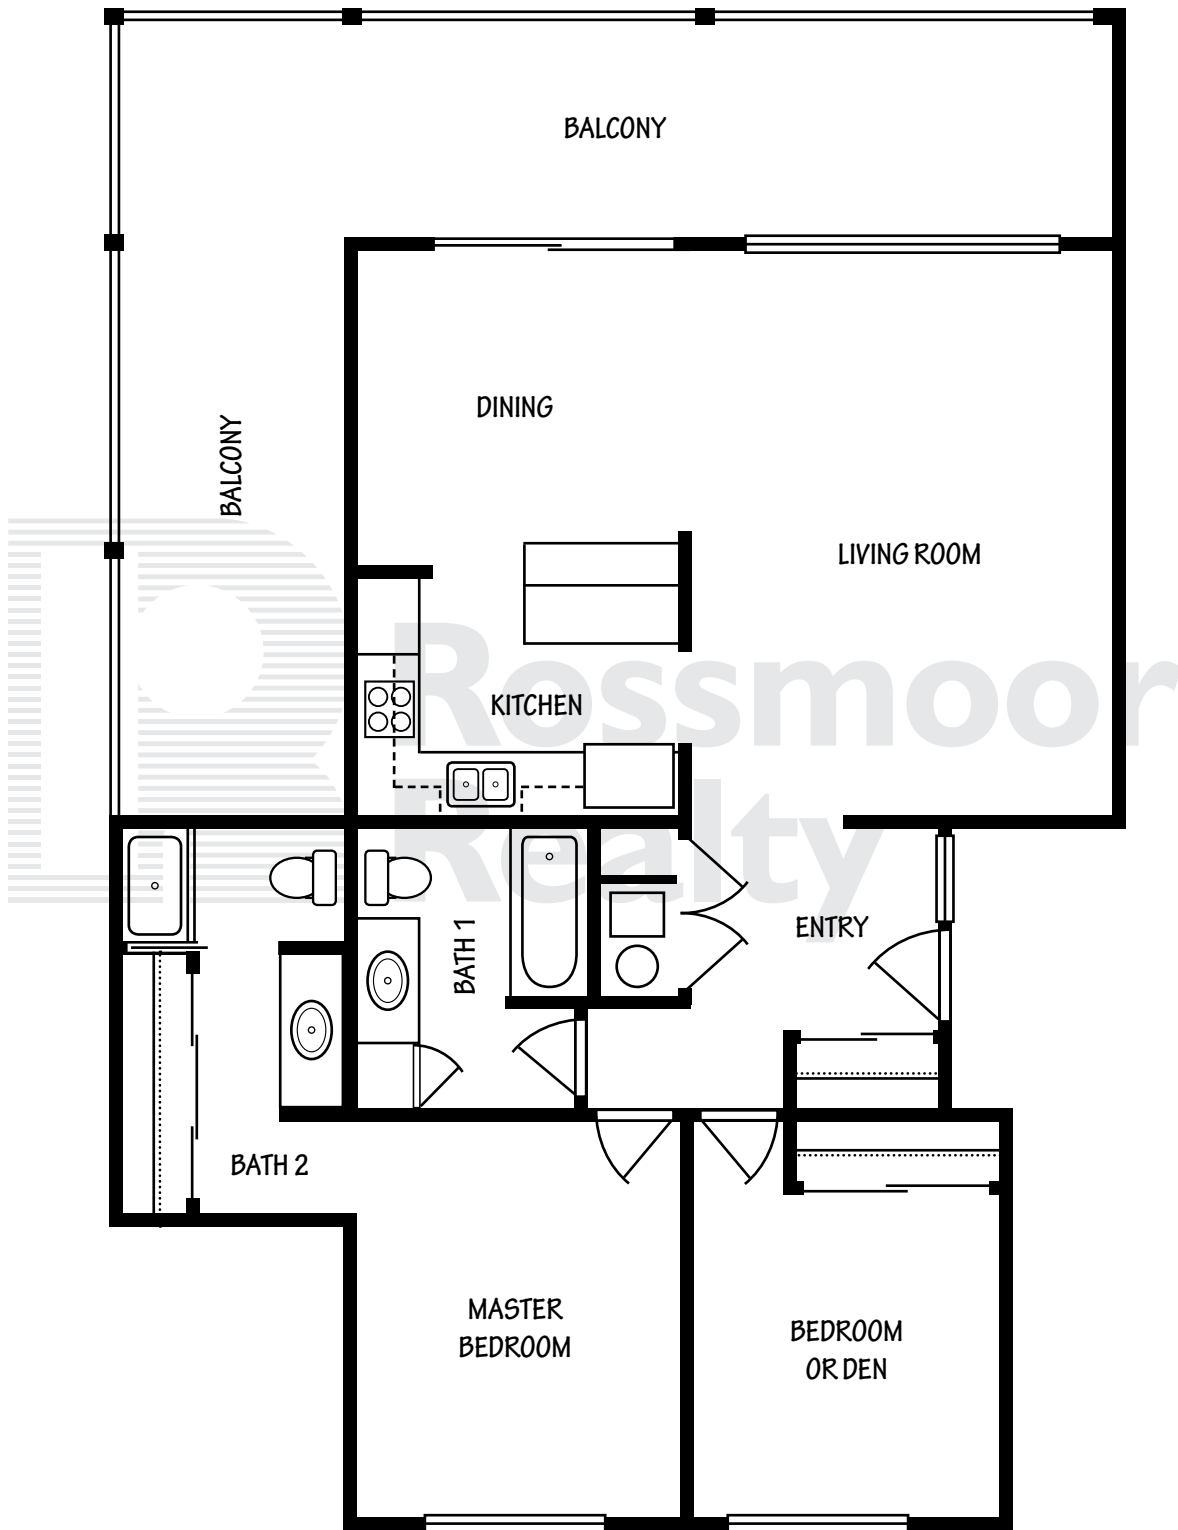 BALCONY
DINING
BALCONY
LIVING ROOM
Rossmoor
Realty
KITCHEN
BATH 1
ENTRY
BATH 2
MASTER
BEDROOM
BEDROOM
OR DEN